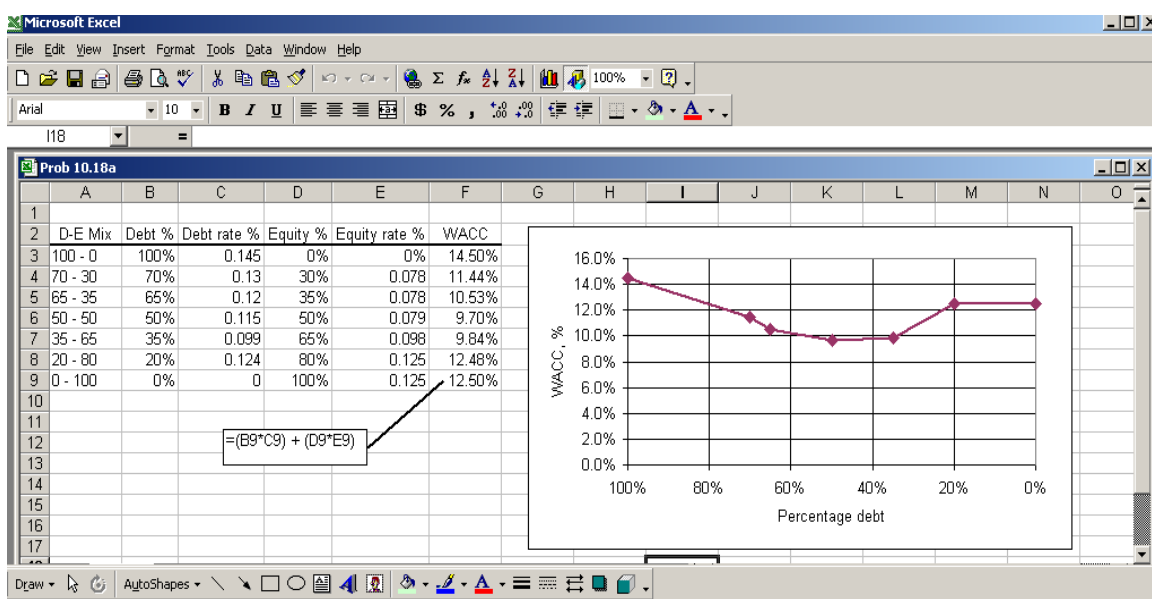 Microsoft Excel
File Edit View Insert Format Tools Data Window Help
100%
Arial 10 B I U $ % ,
I18 =
Prob 10.18a
A B C D E F G H I J K L M N O
1
2 D-E Mix Debt % Debt rate % Equity % Equity rate % WACC
3 100 - 0 100% 0.145 0% 0% 14.50%
4 70 - 30 70% 0.13 30% 0.078 11.44%
5 65 - 35 65% 0.12 35% 0.078 10.53%
6 50 - 50 50% 0.115 50% 0.079 9.70%
7 35 - 65 35% 0.099 65% 0.098 9.84%
8 20 - 80 20% 0.124 80% 0.125 12.48%
9 0 - 100 0% 0 100% 0.125 12.50%
10
11
12 =(B9*C9) + (D9*E9)
13
14
15
16
17
16.0%
14.0%
12.0%
10.0%
8.0%
6.0%
4.0%
2.0%
0.0%
WACC, %
100% 80% 60% 40% 20% 0%
Percentage debt
Draw AutoShapes